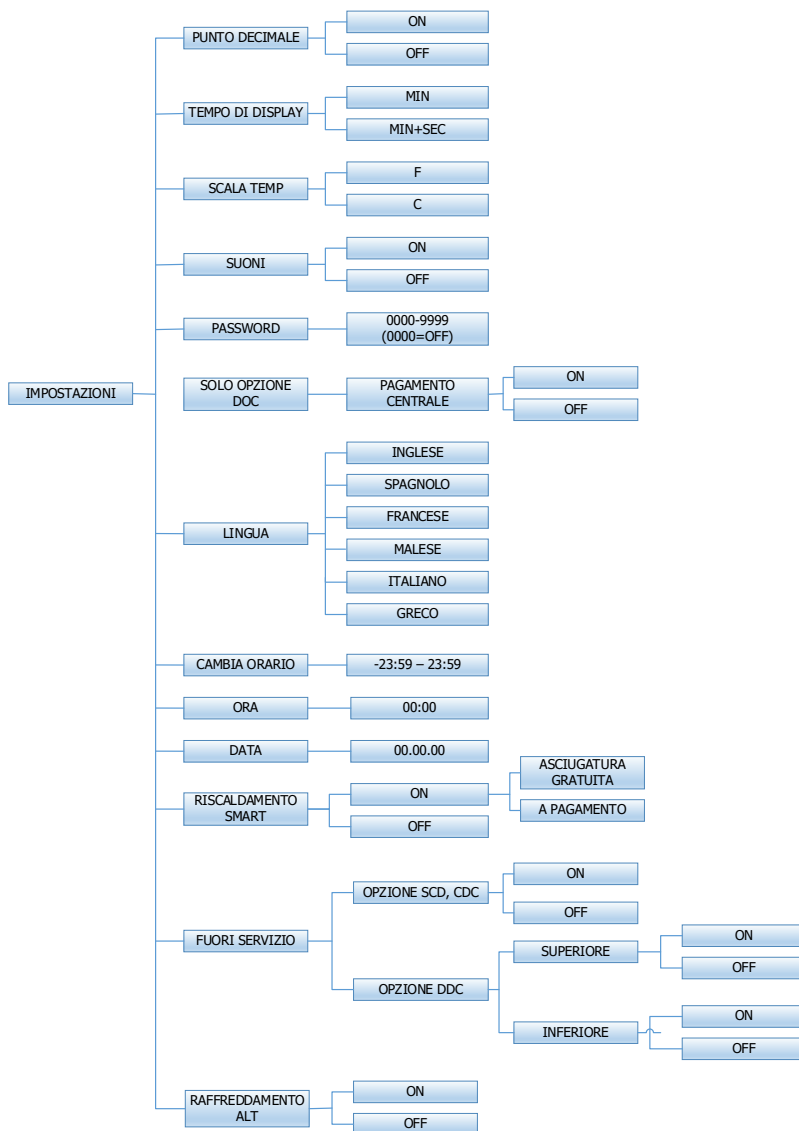 IMPOSTAZIONI
PUNTO DECIMALE
ON
OFF
TEMPO DI DISPLAY
MIN
MIN+SEC
SCALA TEMP
F
C
SUONI
ON
OFF
PASSWORD
0000-9999
(0000=OFF)
SOLO OPZIONE
DOC
PAGAMENTO
CENTRALE
ON
OFF
LINGUA
INGLESE
SPAGNOLO
FRANCESE
MALESE
ITALIANO
GRECO
CAMBIA ORARIO
-23:59 – 23:59
ORA
00:00
DATA
00.00.00
RISCALDAMENTO
SMART
ON
ASCIUGATURA
GRATUITA
A PAGAMENTO
OFF
FUORI SERVIZIO
OPZIONE SCD, CDC
ON
OFF
OPZIONE DDC
SUPERIORE
ON
OFF
INFERIORE
ON
OFF
RAFFREDDAMENTO
ALT
ON
OFF